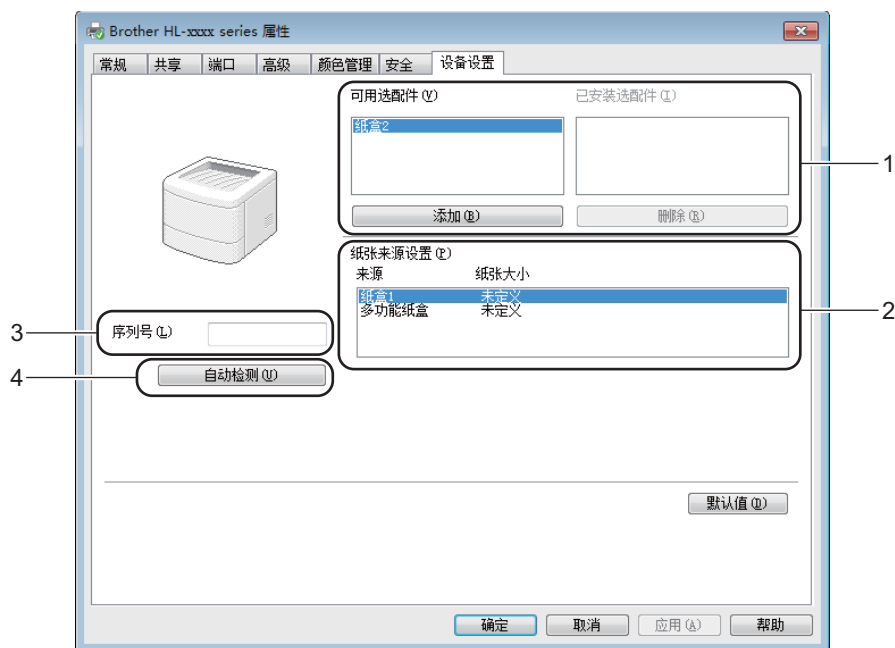 Brother HL-xxxx series 属性
常规 共享 端口 高级 颜色管理 安全 设备设置
可用选配件(V) 已安装选配件(I)
纸盒2
1
添加(B) 删除(R)
纸张来源设置(P)
来源 纸张大小
纸盒1 未定义
多功能纸盒 未定义
2
3
序列号(L)
4
自动检测(U)
默认值(D)
确定 取消 应用(A) 帮助